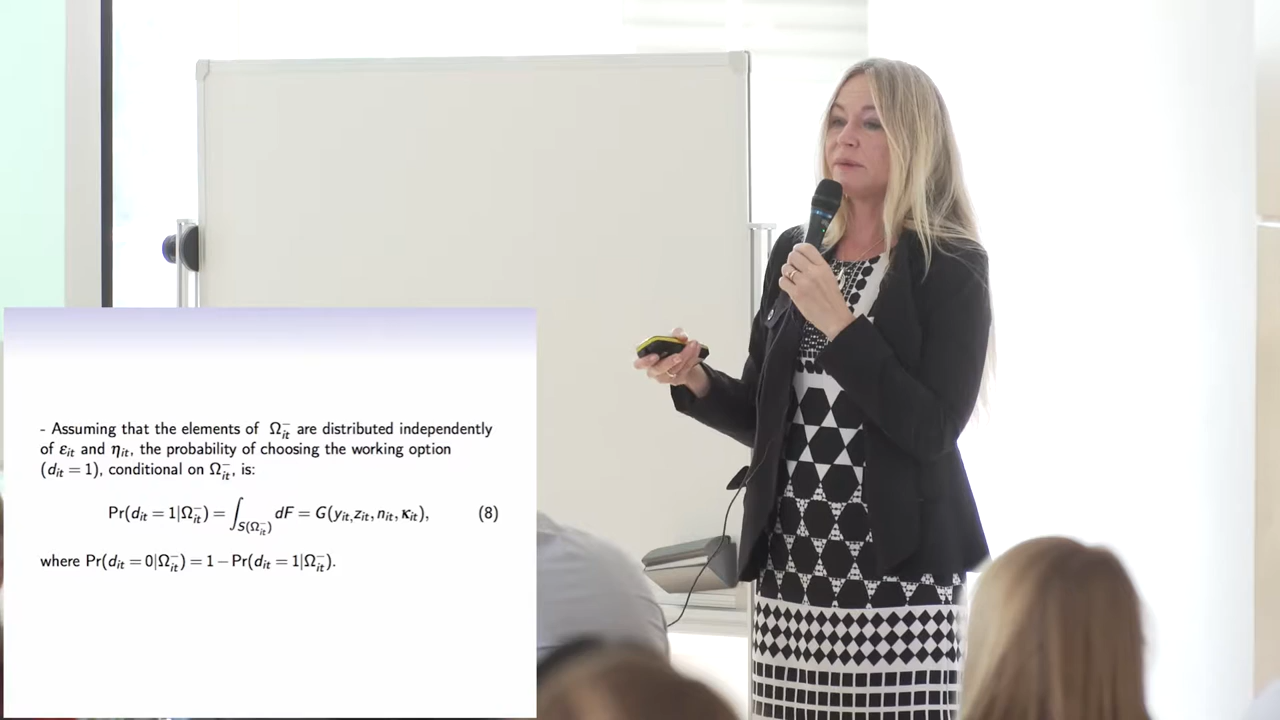 - Assuming that the elements of Ω⁻ᵢₜ are distributed independently
of εᵢₜ and ηᵢₜ, the probability of choosing the working option
(dᵢₜ = 1), conditional on Ω⁻ᵢₜ, is:
Pr(dᵢₜ = 1|Ω⁻ᵢₜ) = ∫_S(Ω⁻ᵢₜ) dF = G(yᵢₜ,zᵢₜ,nᵢₜ,κᵢₜ), (8)
where Pr(dᵢₜ = 0|Ω⁻ᵢₜ) = 1 − Pr(dᵢₜ = 1|Ω⁻ᵢₜ).